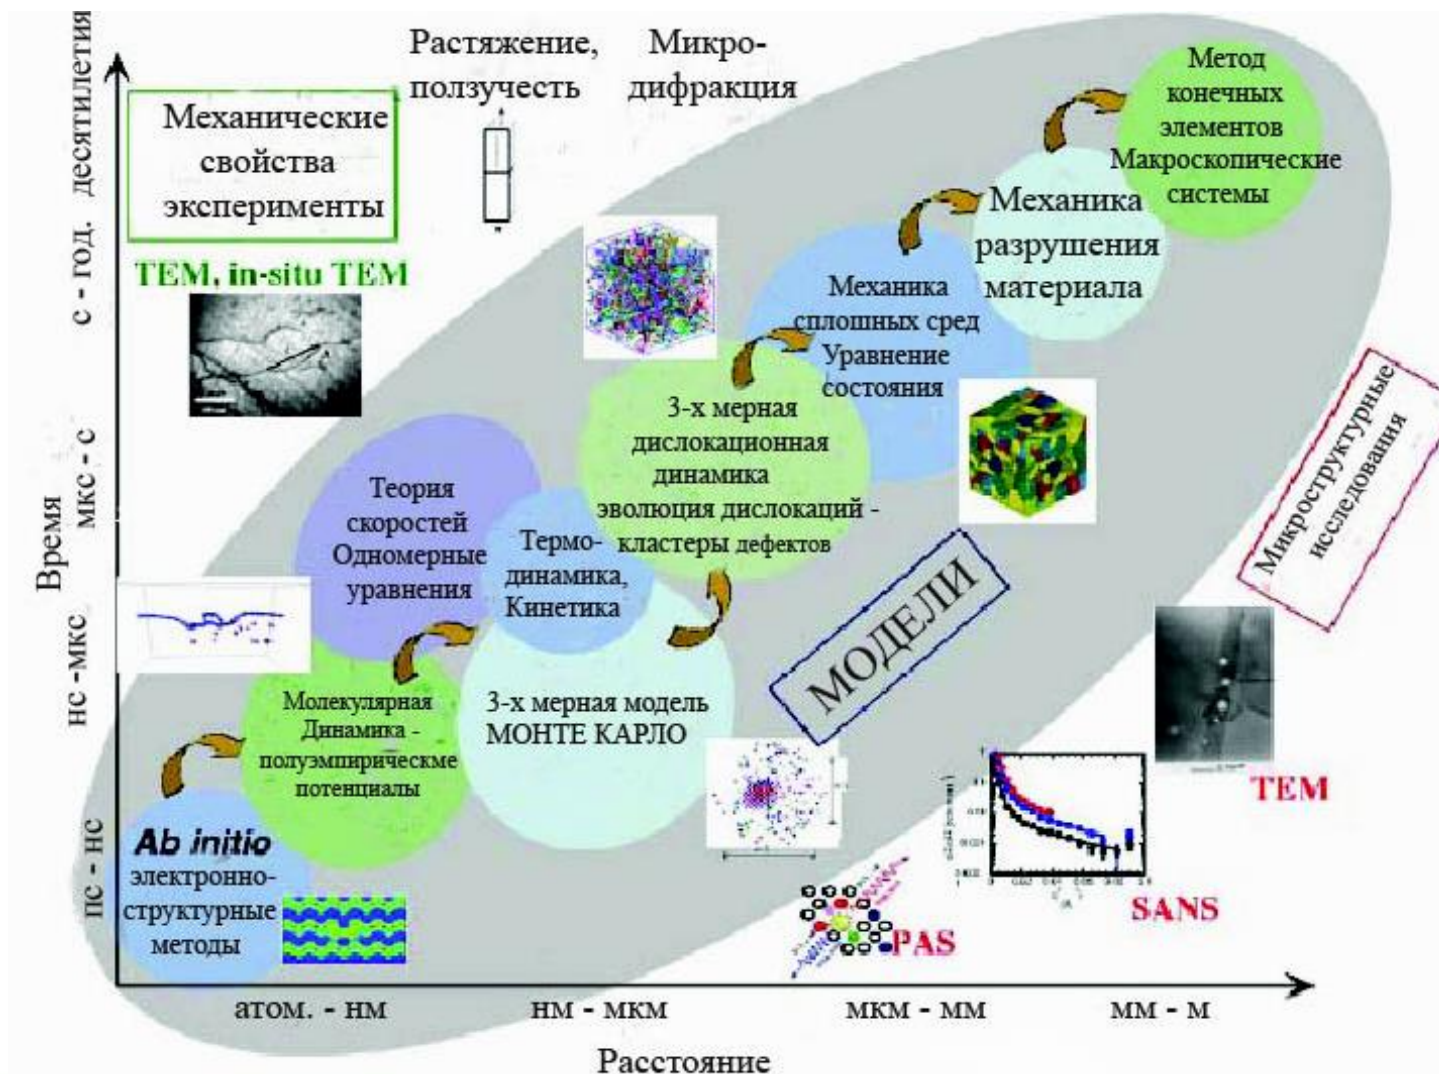 Растяжение,
ползучесть
Микро-
дифракция
Механические
свойства
эксперименты
TEM, in-situ TEM
Метод
конечных
элементов
Макроскопические
системы
Механика
разрушения
материала
Механика
сплошных сред
Уравнение
состояния
3-х мерная
дислокационная
динамика
эволюция дислокаций -
кластеры дефектов
Теория
скоростей
Одномерные
уравнения
Термо-
динамика,
Кинетика
Молекулярная
Динамика -
полуэмпирическме
потенциалы
3-х мерная модель
МОНТЕ КАРЛО
Ab initio
электронно-
структурные
методы
МОДЕЛИ
Микроструктурные
исследования
TEM
SANS
PAS
Время
с - год. десятилетия
мкс - с
нс -мкс
пс - нс
атом. - нм
нм - мкм
мкм - мм
мм - м
Расстояние